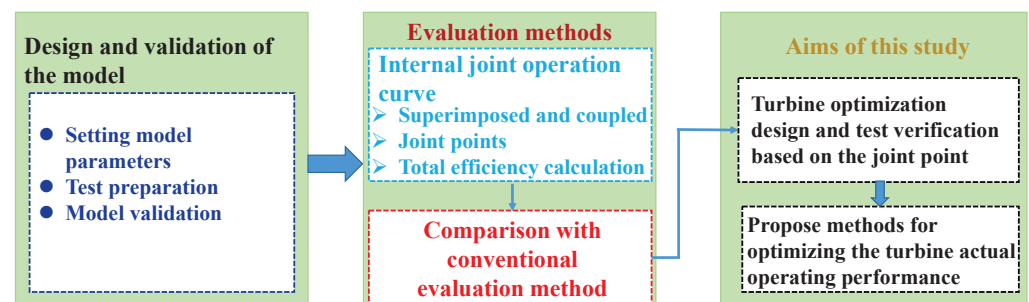 Design and validation of
the model
● Setting model
parameters
● Test preparation
● Model validation
Evaluation methods
Internal joint operation
curve
➢ Superimposed and coupled
➢ Joint points
➢ Total efficiency calculation
Comparison with
conventional
evaluation method
Aims of this study
Turbine optimization
design and test verification
based on the joint point
Propose methods for
optimizing the turbine actual
operating performance